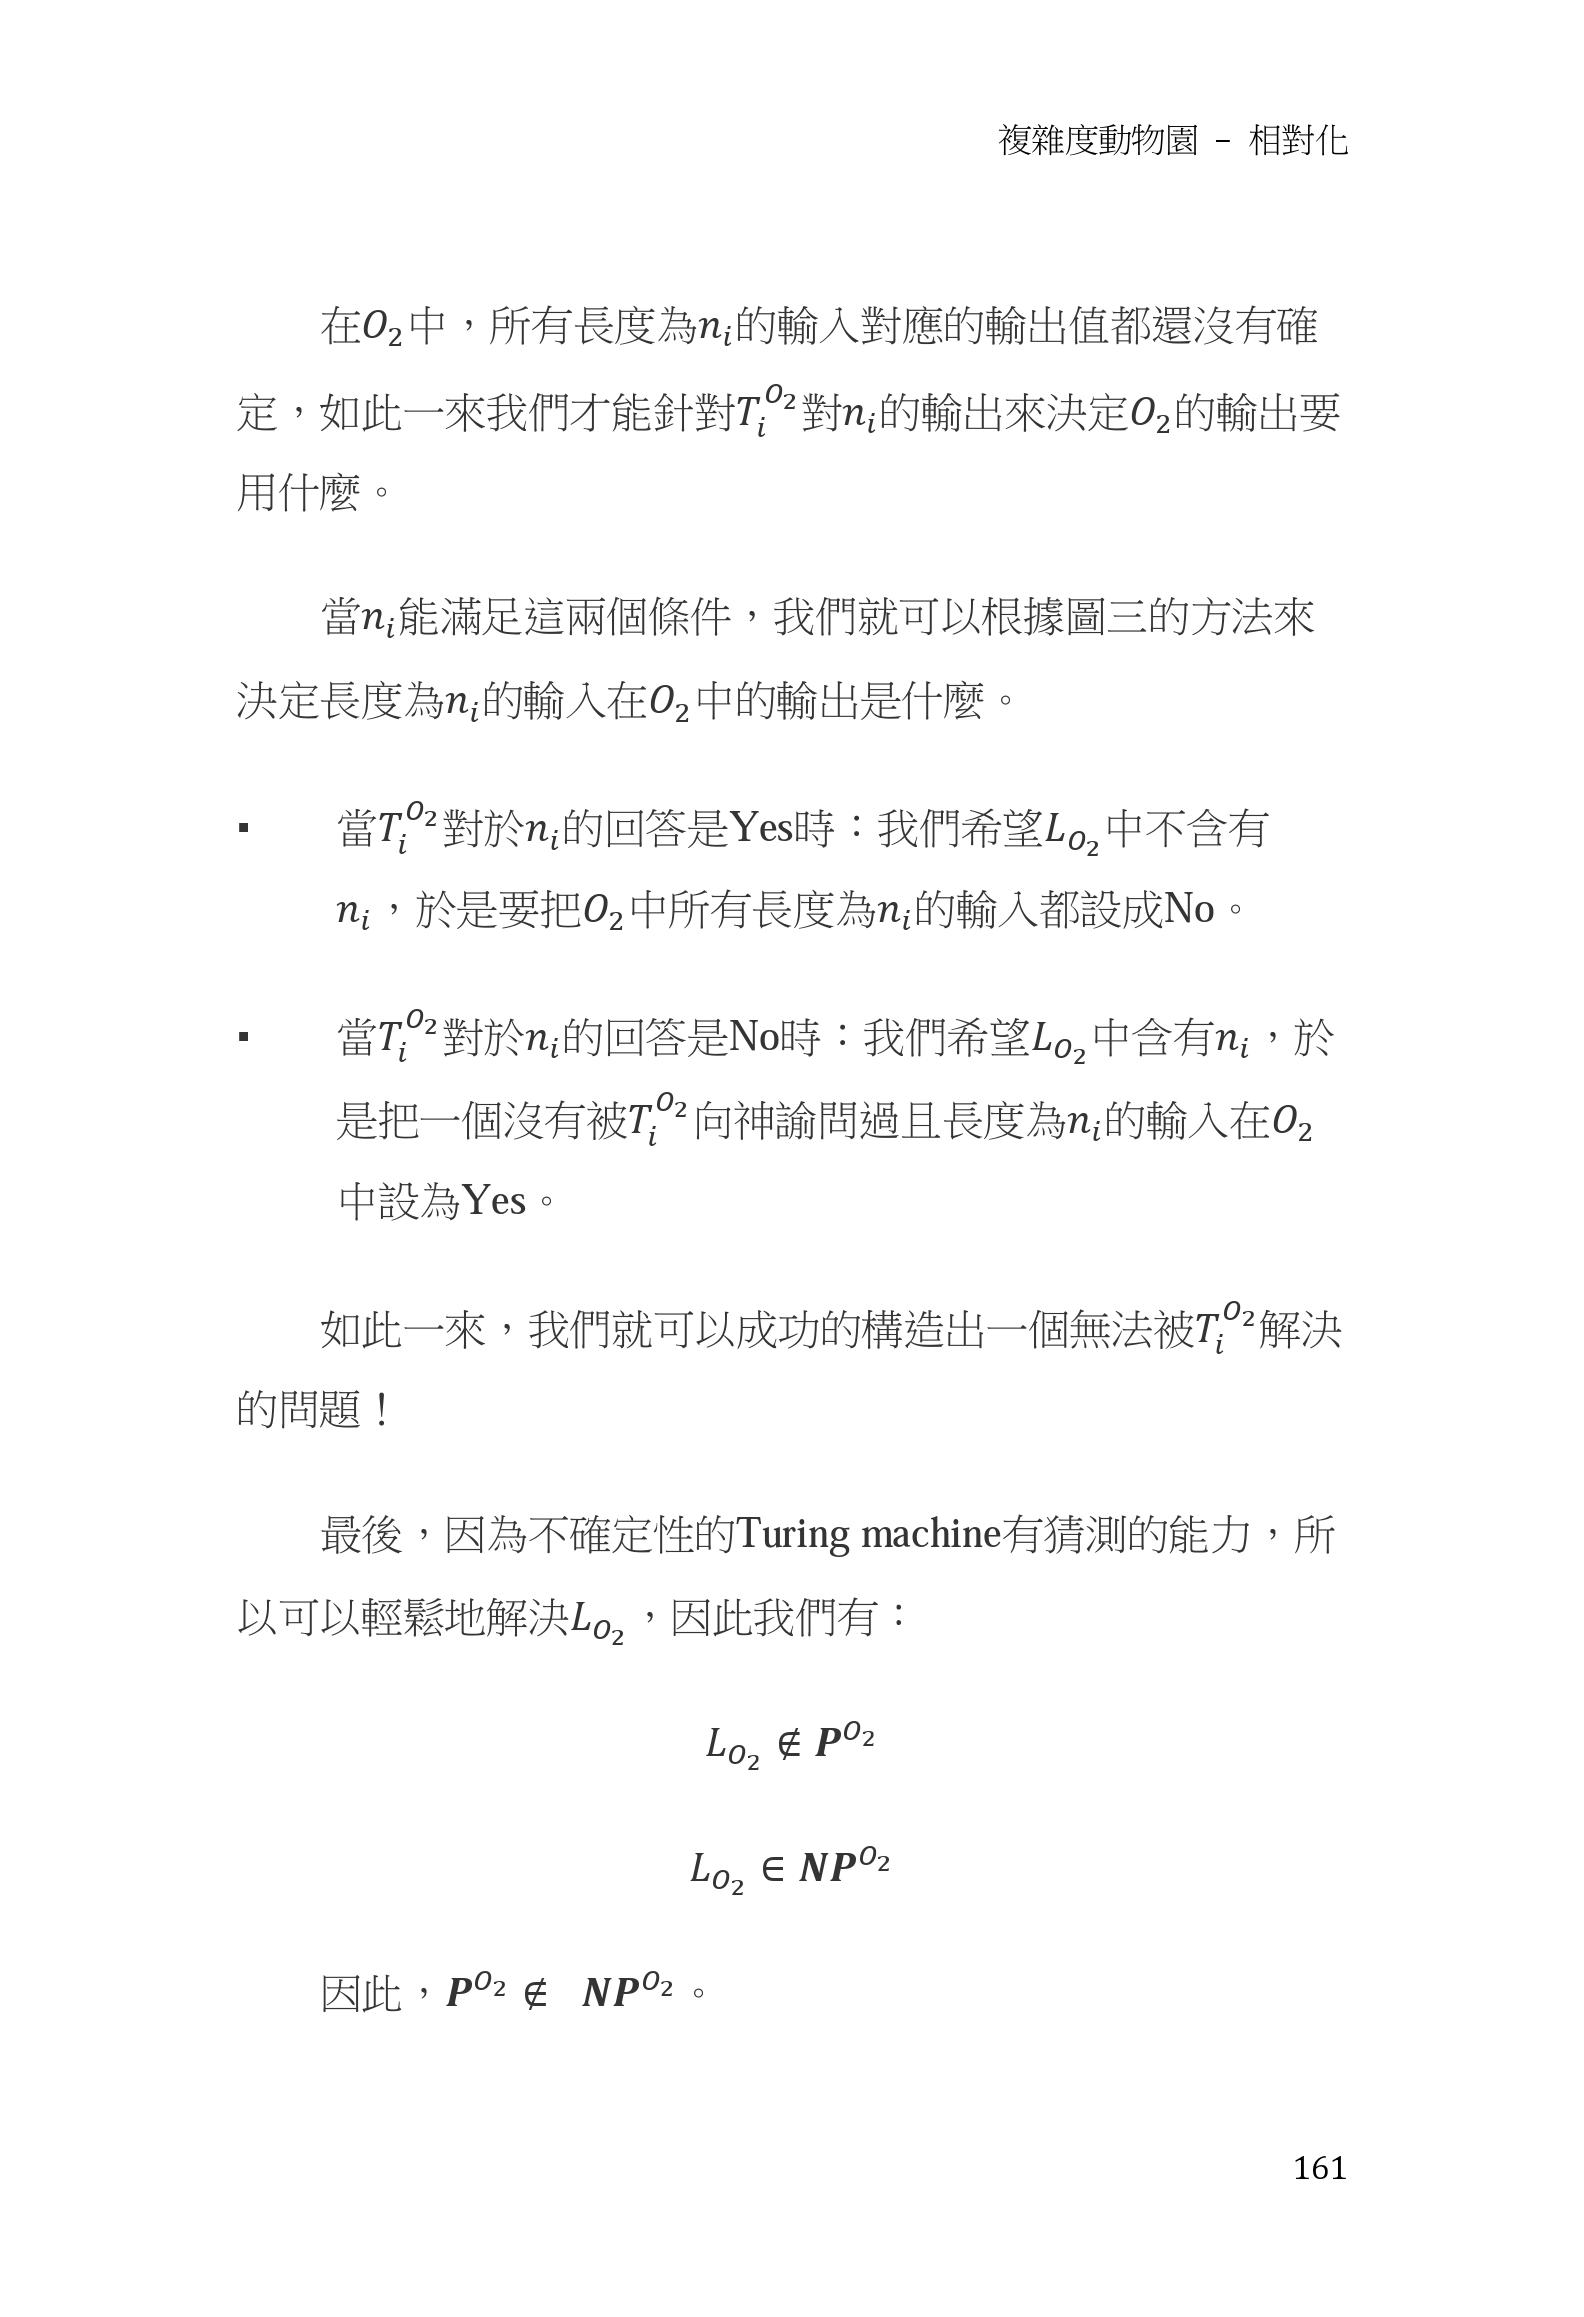 複雜度動物園 – 相對化
在𝑂₂中，所有長度為𝑛ᵢ的輸入對應的輸出值都還沒有確
定，如此一來我們才能針對$T_i^{O_2}$對$n_i$的輸出來決定$O_2$的輸出要
用什麼。
當$n_i$能滿足這兩個條件，我們就可以根據圖三的方法來
決定長度為$n_i$的輸入在$O_2$中的輸出是什麼。
▪ 當$T_i^{O_2}$對於$n_i$的回答是Yes時：我們希望$L_{O_2}$中不含有
$n_i$，於是要把$O_2$中所有長度為$n_i$的輸入都設成No。
▪ 當$T_i^{O_2}$對於$n_i$的回答是No時：我們希望$L_{O_2}$中含有$n_i$，於
是把一個沒有被$T_i^{O_2}$向神諭問過且長度為$n_i$的輸入在$O_2$
中設為Yes。
如此一來，我們就可以成功的構造出一個無法被$T_i^{O_2}$解決
的問題！
最後，因為不確定性的Turing machine有猜測的能力，所
以可以輕鬆地解決$L_{O_2}$，因此我們有：
$L_{O_2} \notin \boldsymbol{P}^{O_2}$
$L_{O_2} \in \boldsymbol{NP}^{O_2}$
因此，$\boldsymbol{P}^{O_2} \notin \boldsymbol{NP}^{O_2}$。
161